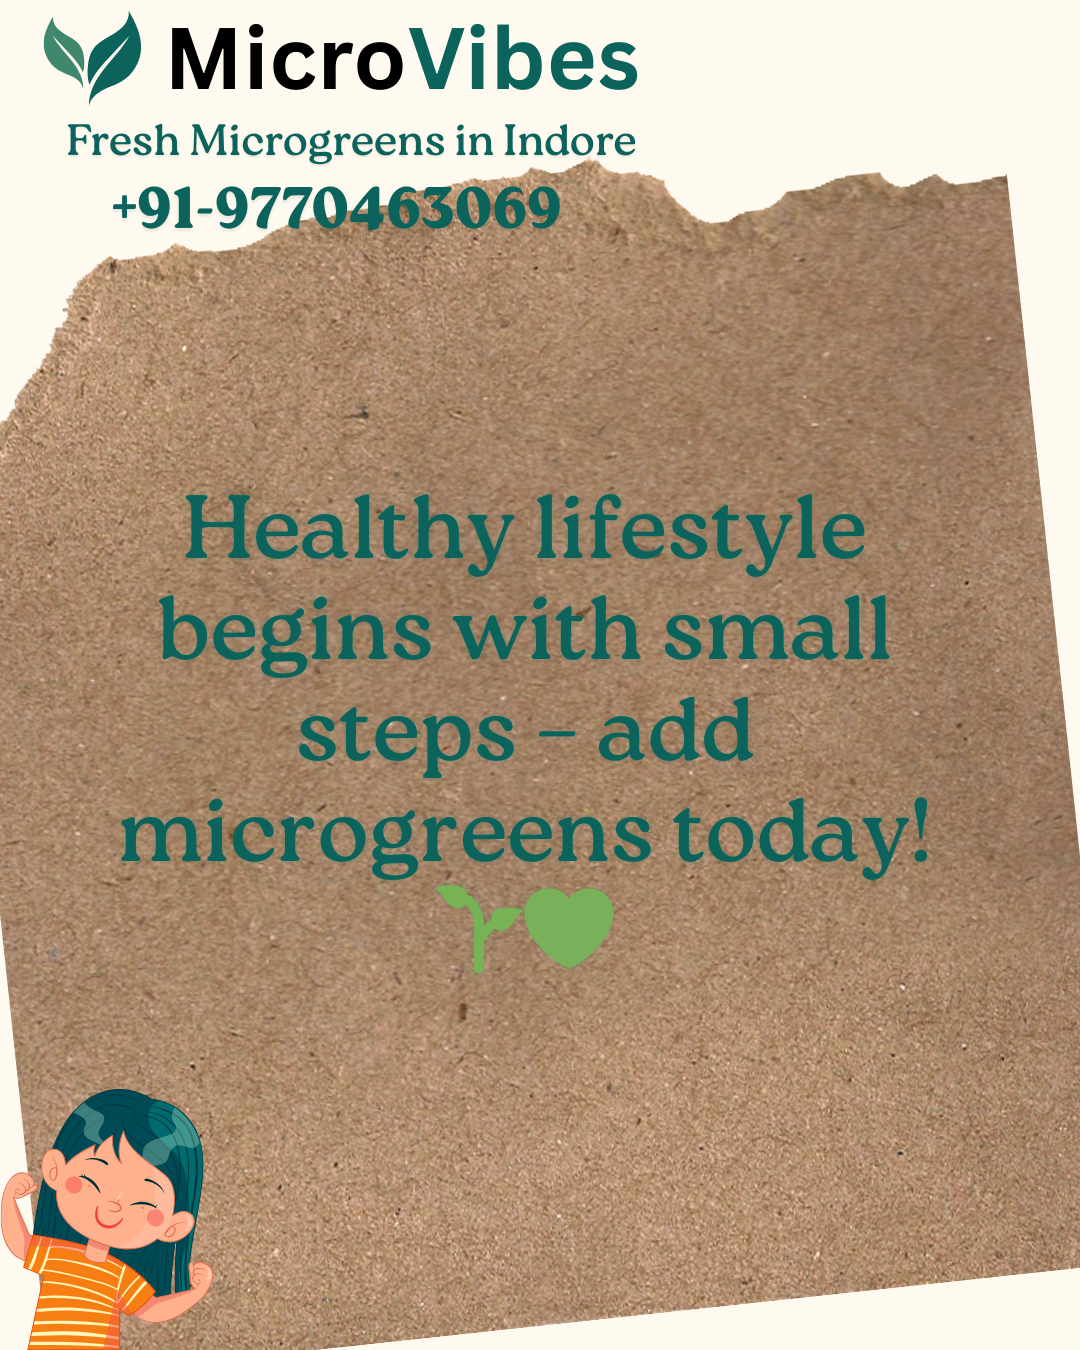 MicroVibes
Fresh Microgreens in Indore
+91-9770463069
Healthy lifestyle
begins with small
steps – add
microgreens today!
🌱💚